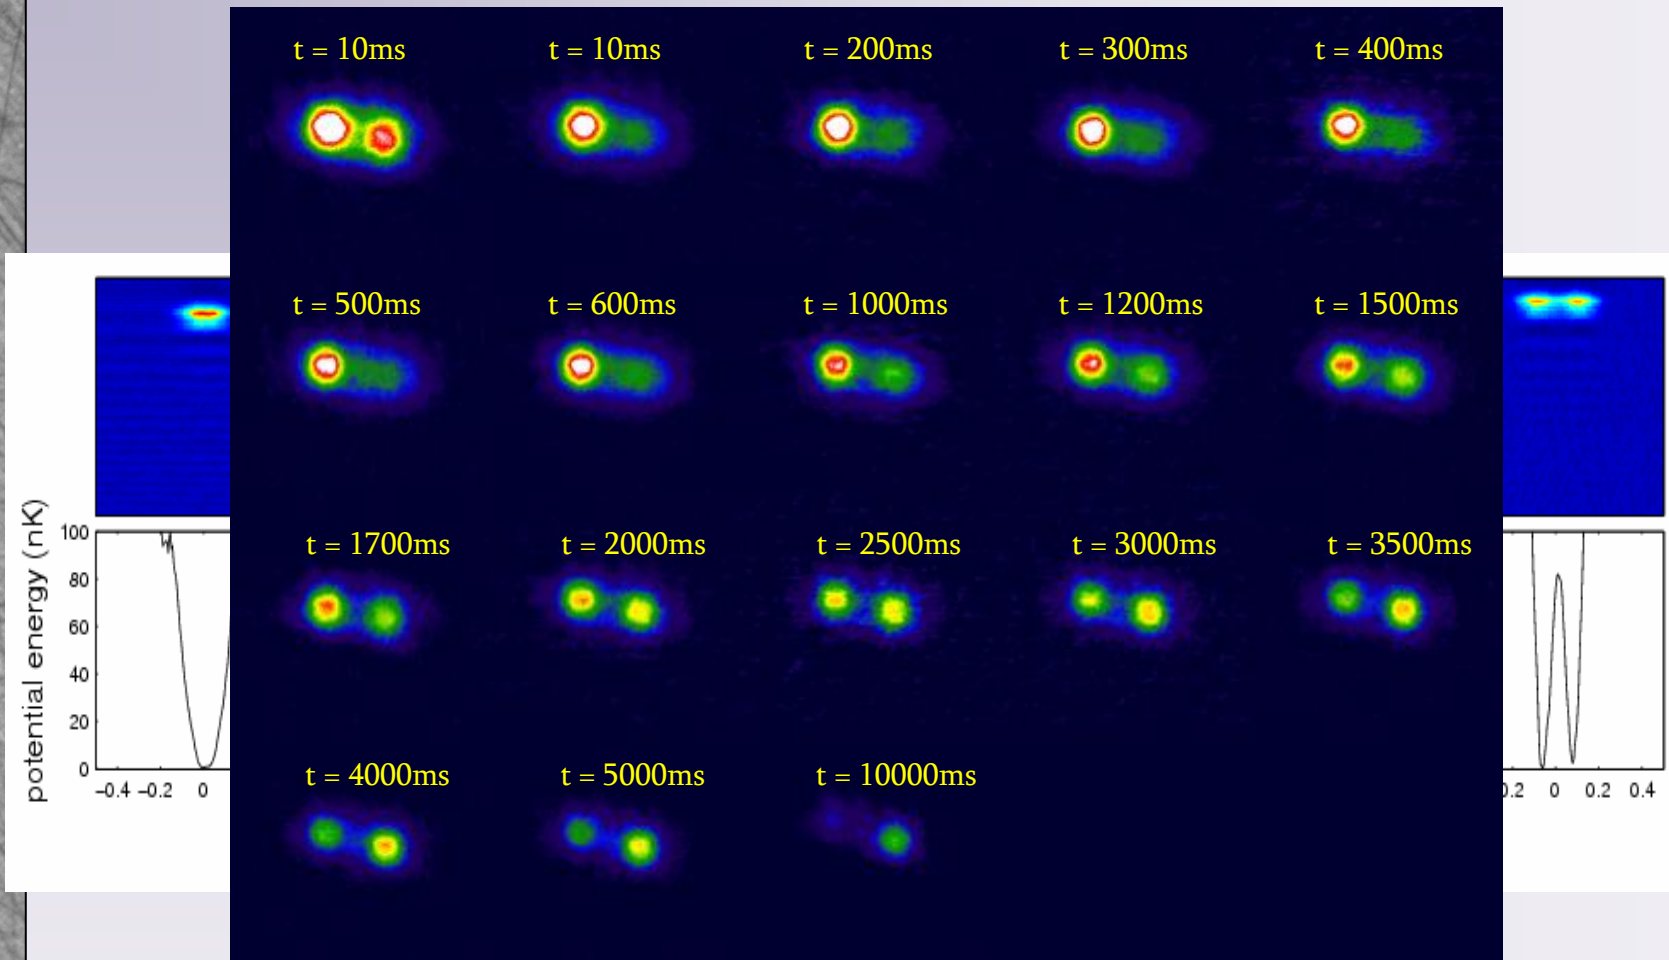 t = 10ms
t = 10ms
t = 200ms
t = 300ms
t = 400ms
t = 500ms
t = 600ms
t = 1000ms
t = 1200ms
t = 1500ms
t = 1700ms
t = 2000ms
t = 2500ms
t = 3000ms
t = 3500ms
t = 4000ms
t = 5000ms
t = 10000ms
potential energy (nK)
100
80
60
40
20
0
−0.4 −0.2 0
0.2 0 0.2 0.4